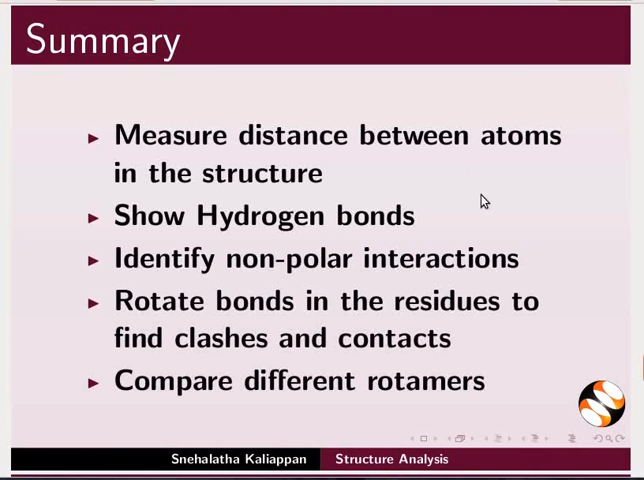 Summary
Measure distance between atoms
in the structure
Show Hydrogen bonds
Identify non-polar interactions
Rotate bonds in the residues to
find clashes and contacts
Compare different rotamers
Snehalatha Kaliappan Structure Analysis